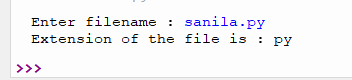 Enter filename : sanila.py
Extension of the file is : py
>>>